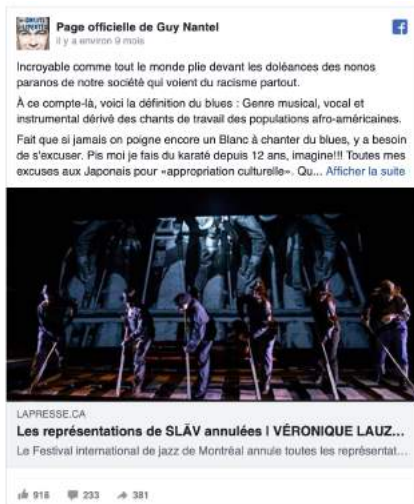 Page officielle de Guy Nantel
il y a environ 9 mois
Incroyable comme tout le monde plie devant les doléances des nonos
paranos de notre société qui voient du racisme partout.
À ce compte-là, voici la définition du blues : Genre musical, vocal et
instrumental dérivé des chants de travail des populations afro-américaines.
Fait que si jamais on poigne encore un Blanc à chanter du blues, y a besoin
de s'excuser. Pis moi je fais du karaté depuis 12 ans, imagine!!! Toutes mes
excuses aux Japonais pour «appropriation culturelle». Qu... Afficher la suite
LAPRESSE.CA
Les représentations de SLĀV annulées | VÉRONIQUE LAUZ...
Le Festival international de jazz de Montréal annule toutes les représentat...
918 233 381